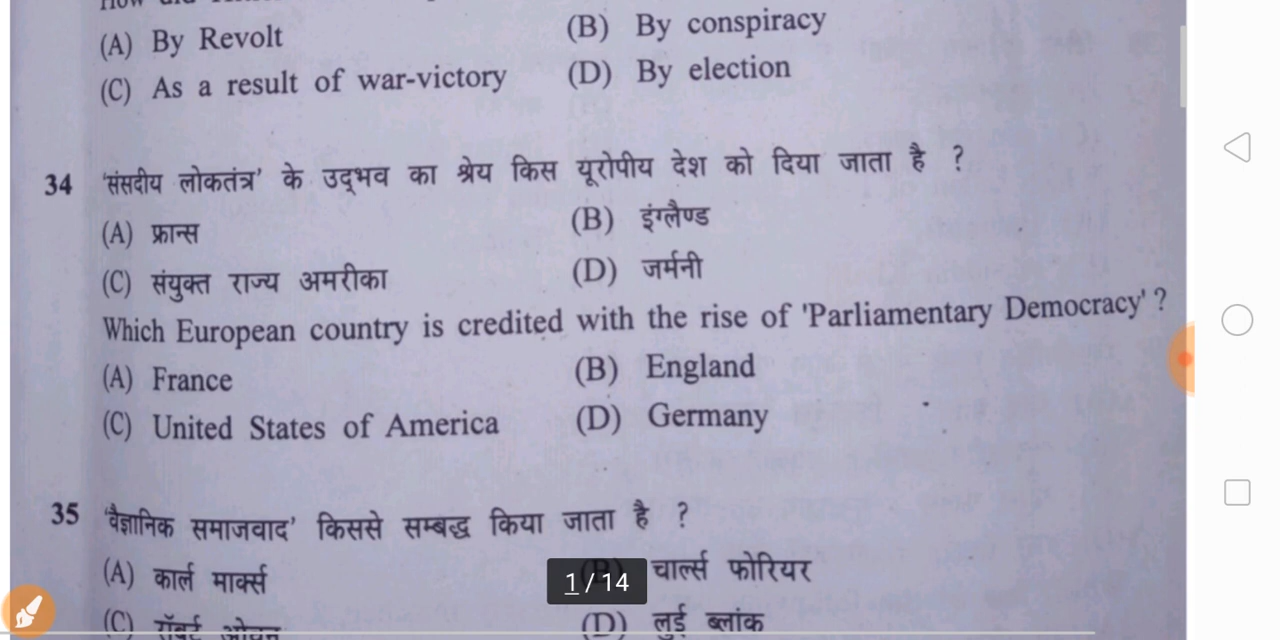 (A) By Revolt (B) By conspiracy
(C) As a result of war-victory (D) By election
34 'संसदीय लोकतंत्र' के उद्‌भव का श्रेय किस यूरोपीय देश को दिया जाता है ?
(A) फ्रान्स (B) इंग्लैण्ड
(C) संयुक्त राज्य अमरीका (D) जर्मनी
Which European country is credited with the rise of 'Parliamentary Democracy' ?
(A) France (B) England
(C) United States of America (D) Germany
35 'वैज्ञानिक समाजवाद' किससे सम्बद्ध किया जाता है ?
(A) कार्ल मार्क्स (B) चार्ल्स फोरियर
1 / 14
(C) (D) लुई ब्लांक